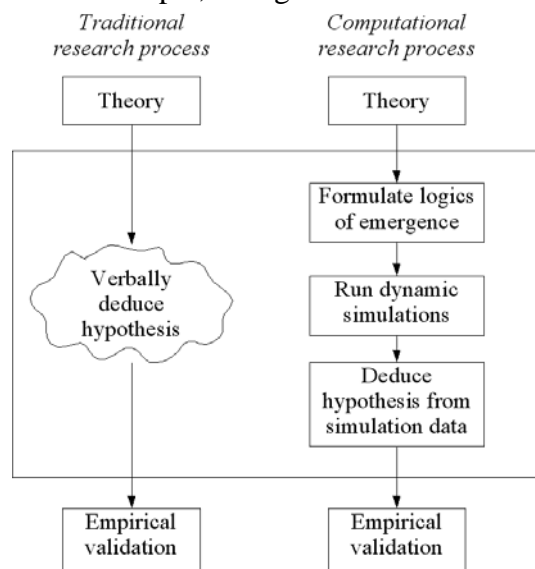 Traditional
research process
Theory
Verbally
deduce
hypothesis
Empirical
validation
Computational
research process
Theory
Formulate logics
of emergence
Run dynamic
simulations
Deduce
hypothesis from
simulation data
Empirical
validation